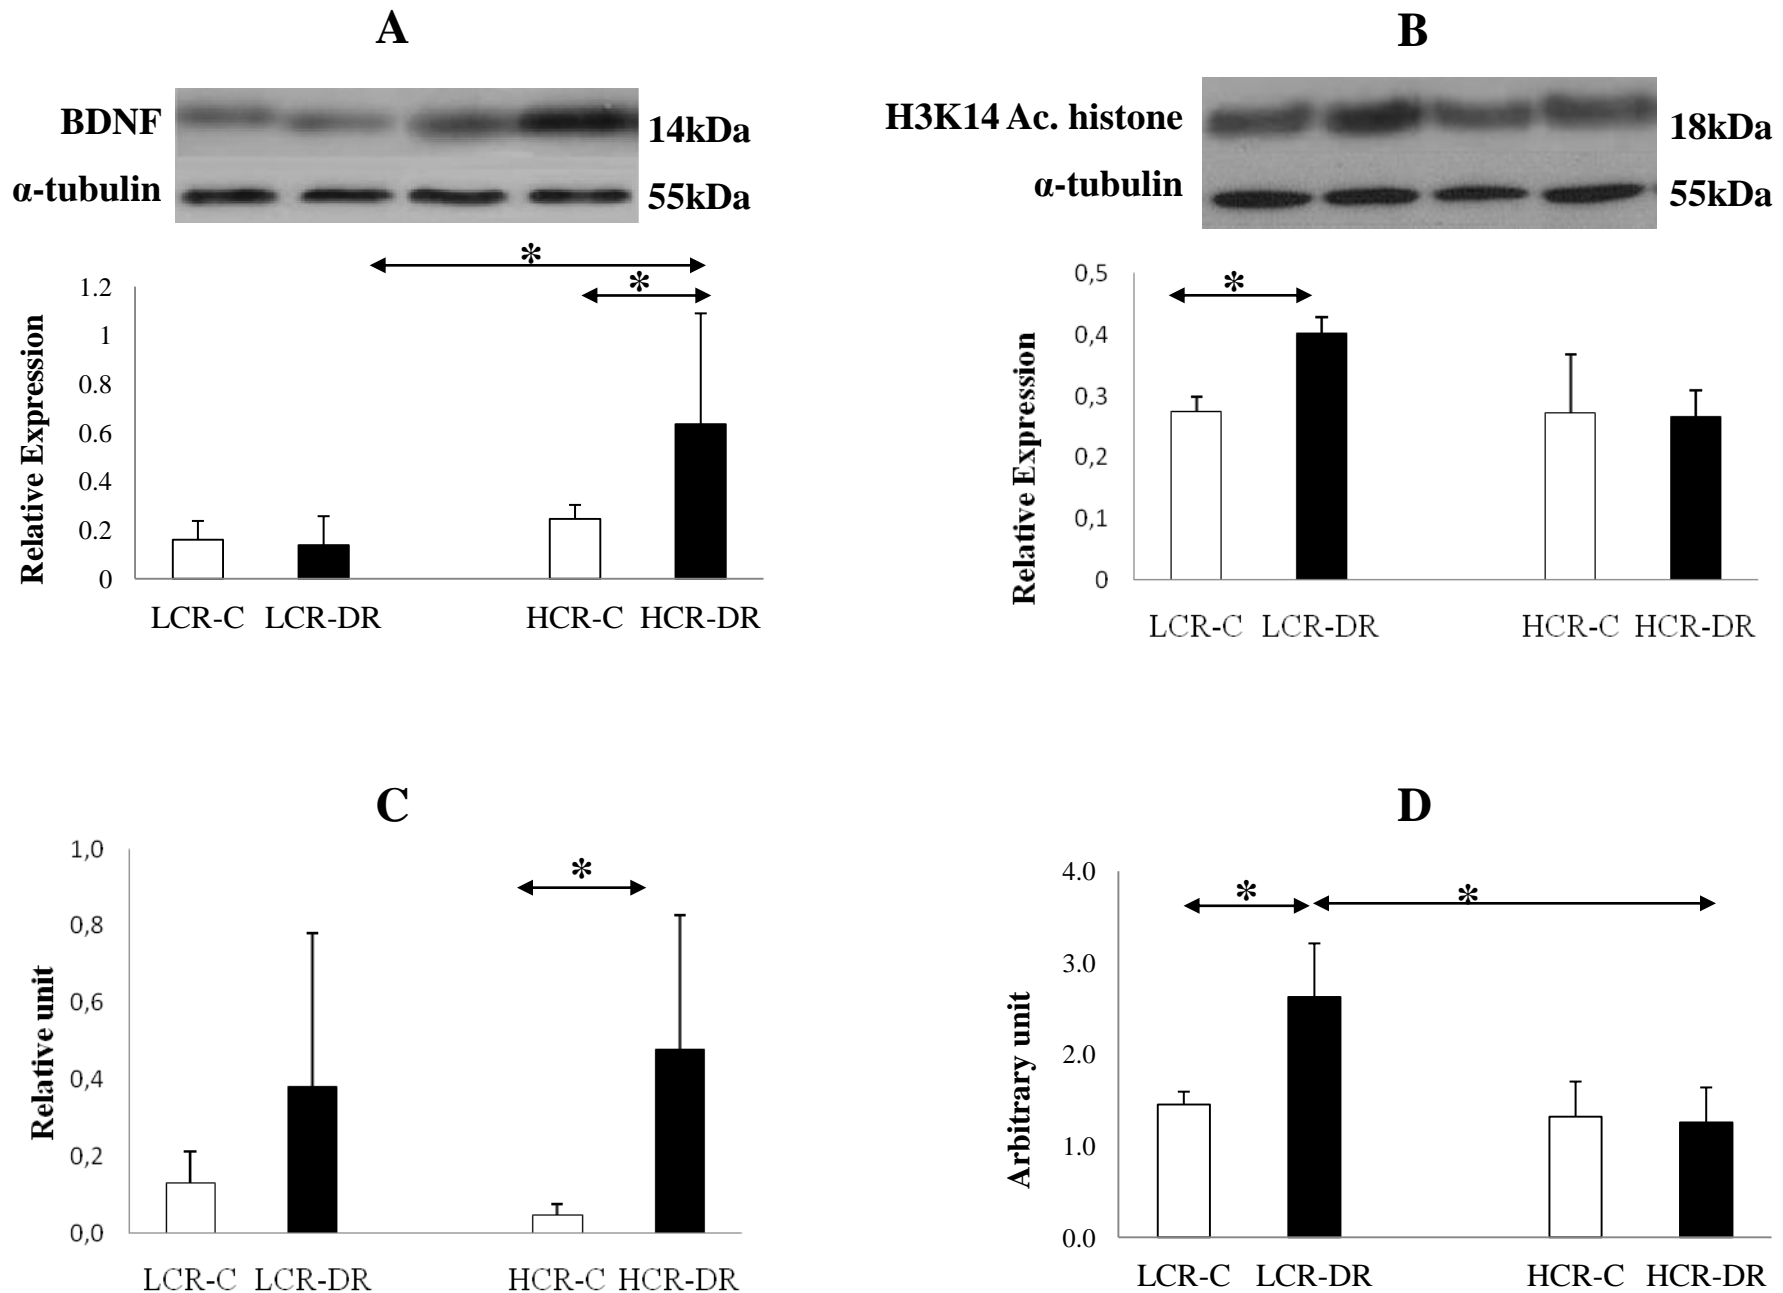 A
BDNF
14kDa
α-tubulin
55kDa
*
*
Relative Expression
1.2
1
0.8
0.6
0.4
0.2
0
LCR-C LCR-DR HCR-C HCR-DR
B
H3K14 Ac. histone
18kDa
α-tubulin
55kDa
*
Relative Expression
0,5
0,4
0,3
0,2
0,1
0
LCR-C LCR-DR HCR-C HCR-DR
C
*
Relative unit
1,0
0,8
0,6
0,4
0,2
0,0
LCR-C LCR-DR HCR-C HCR-DR
D
*
*
Arbitrary unit
4.0
3.0
2.0
1.0
0.0
LCR-C LCR-DR HCR-C HCR-DR